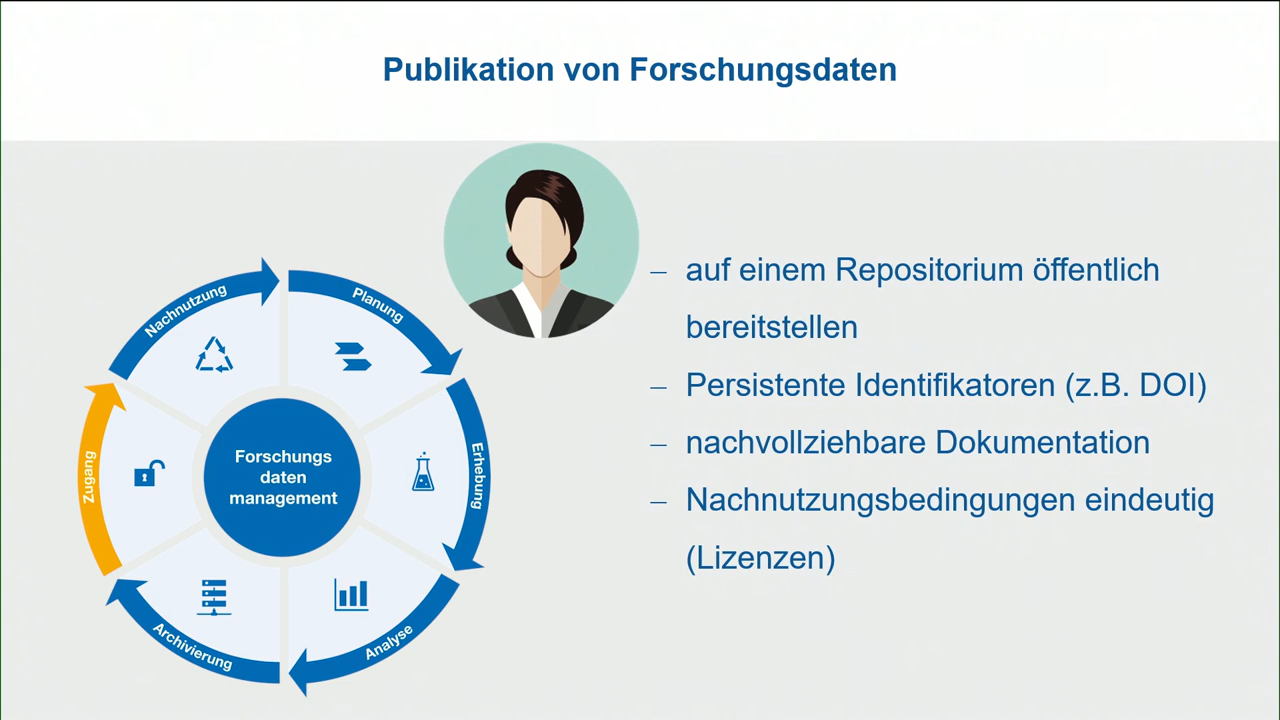 Publikation von Forschungsdaten
Nachnutzung
Planung
Erhebung
Analyse
Archivierung
Zugang
Forschungs
daten
management
– auf einem Repositorium öffentlich
bereitstellen
– Persistente Identifikatoren (z.B. DOI)
– nachvollziehbare Dokumentation
– Nachnutzungsbedingungen eindeutig
(Lizenzen)